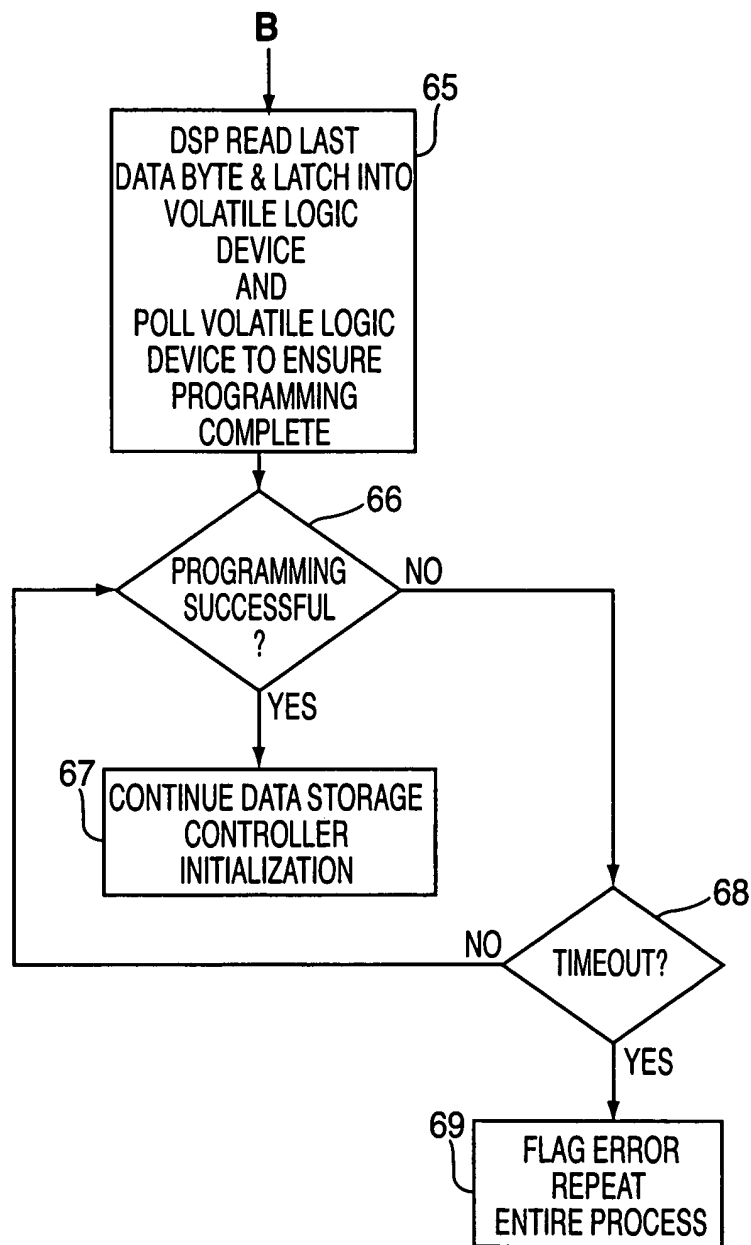 B
65
DSP READ LAST
DATA BYTE & LATCH INTO
VOLATILE LOGIC
DEVICE
AND
POLL VOLATILE LOGIC
DEVICE TO ENSURE
PROGRAMMING
COMPLETE
66
PROGRAMMING
SUCCESSFUL
?
NO
YES
67
CONTINUE DATA STORAGE
CONTROLLER
INITIALIZATION
68
TIMEOUT?
NO
YES
69
FLAG ERROR
REPEAT
ENTIRE PROCESS